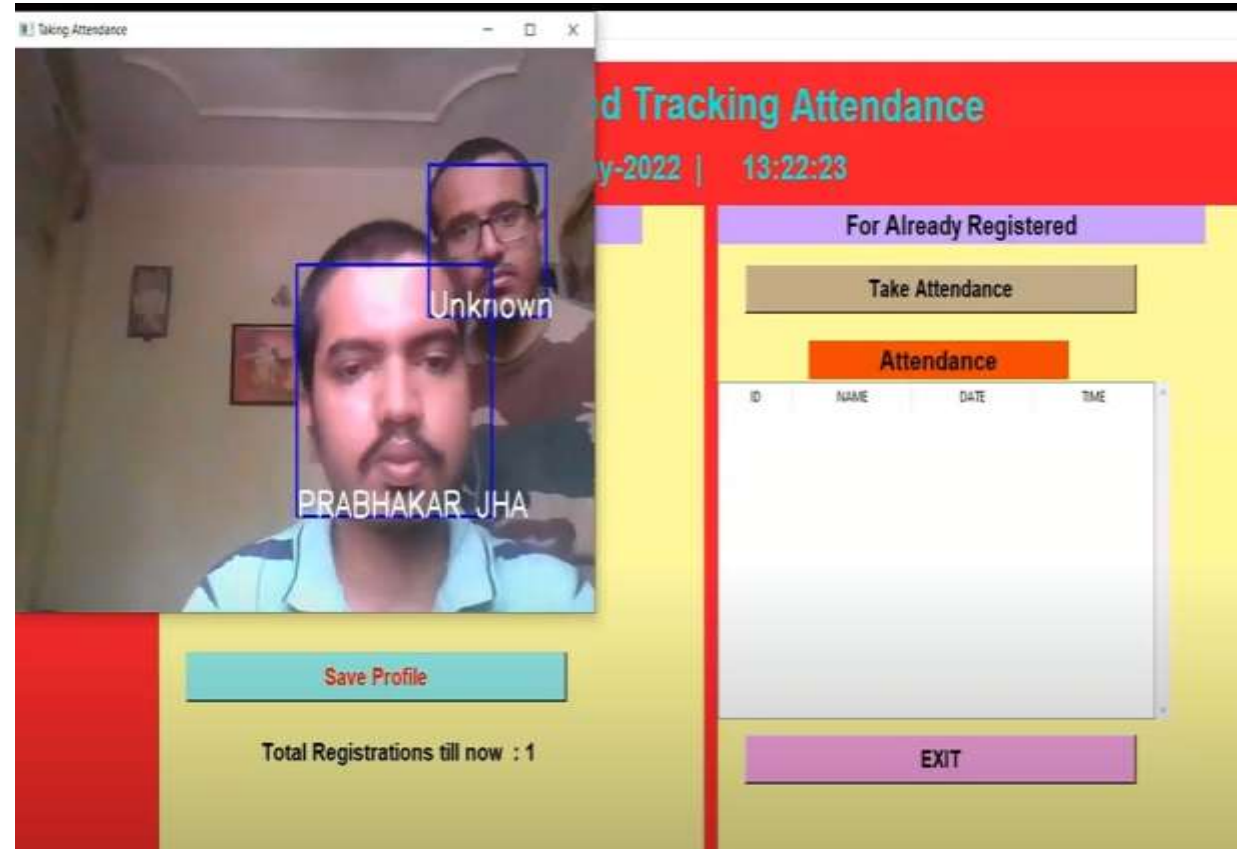 Taking Attendance
d Tracking Attendance
y-2022 | 13:22:23
For Already Registered
Take Attendance
Attendance
ID NAME DATE TIME
Unknown
PRABHAKAR JHA
Save Profile
Total Registrations till now : 1
EXIT